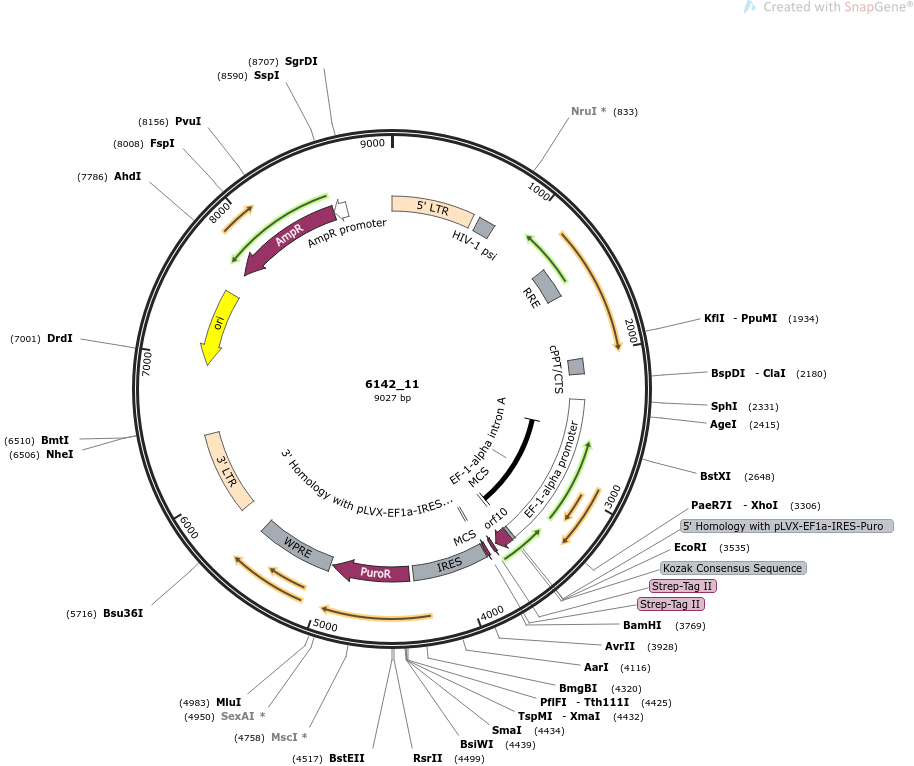 Created with SnapGene®
(8707) SgrDI
(8590) SspI
(8156) PvuI
(8008) FspI
(7786) AhdI
NruI * (833)
9000
1000
8000
5' LTR
HIV-1 psi
AmpR
AmpR promoter
RRE
ori
2000
KflI - PpuMI (1934)
(7001) DrdI
7000
cPPT/CTS
BspDI - ClaI (2180)
6142_11
9027 bp
SphI (2331)
AgeI (2415)
EF-1-alpha intron A
EF-1-alpha promoter
(6510) BmtI
(6506) NheI
3' LTR
3' Homology with pLVX-EF1a-IRES...
MCS
BstXI (2648)
3000
PaeR7I - XhoI (3306)
5' Homology with pLVX-EF1a-IRES-Puro
orf10
6000
MCS
EcoRI (3535)
WPRE
PuroR
IRES
Kozak Consensus Sequence
Strep-Tag II
Strep-Tag II
(5716) Bsu36I
5000
4000
BamHI (3769)
AvrII (3928)
AarI (4116)
BmgBI (4320)
(4983) MluI
PflFI - Tth111I (4425)
(4950) SexAI *
TspMI - XmaI (4432)
SmaI (4434)
(4758) MscI *
BsiWI (4439)
(4517) BstEII
RsrII (4499)